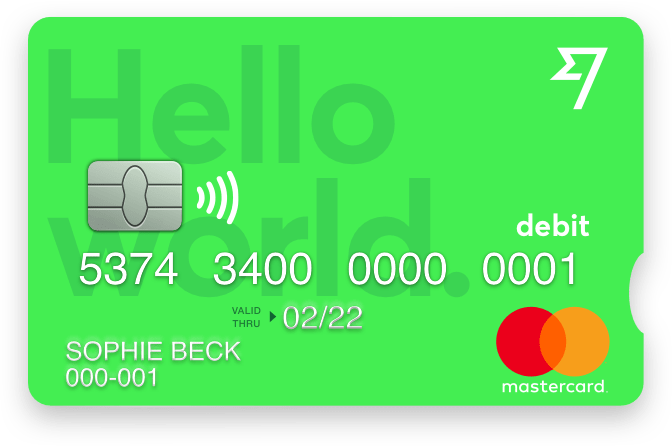 Hello
world.
debit
5374 3400 0000 0001
VALID
THRU
02/22
SOPHIE BECK
000-001
mastercard.